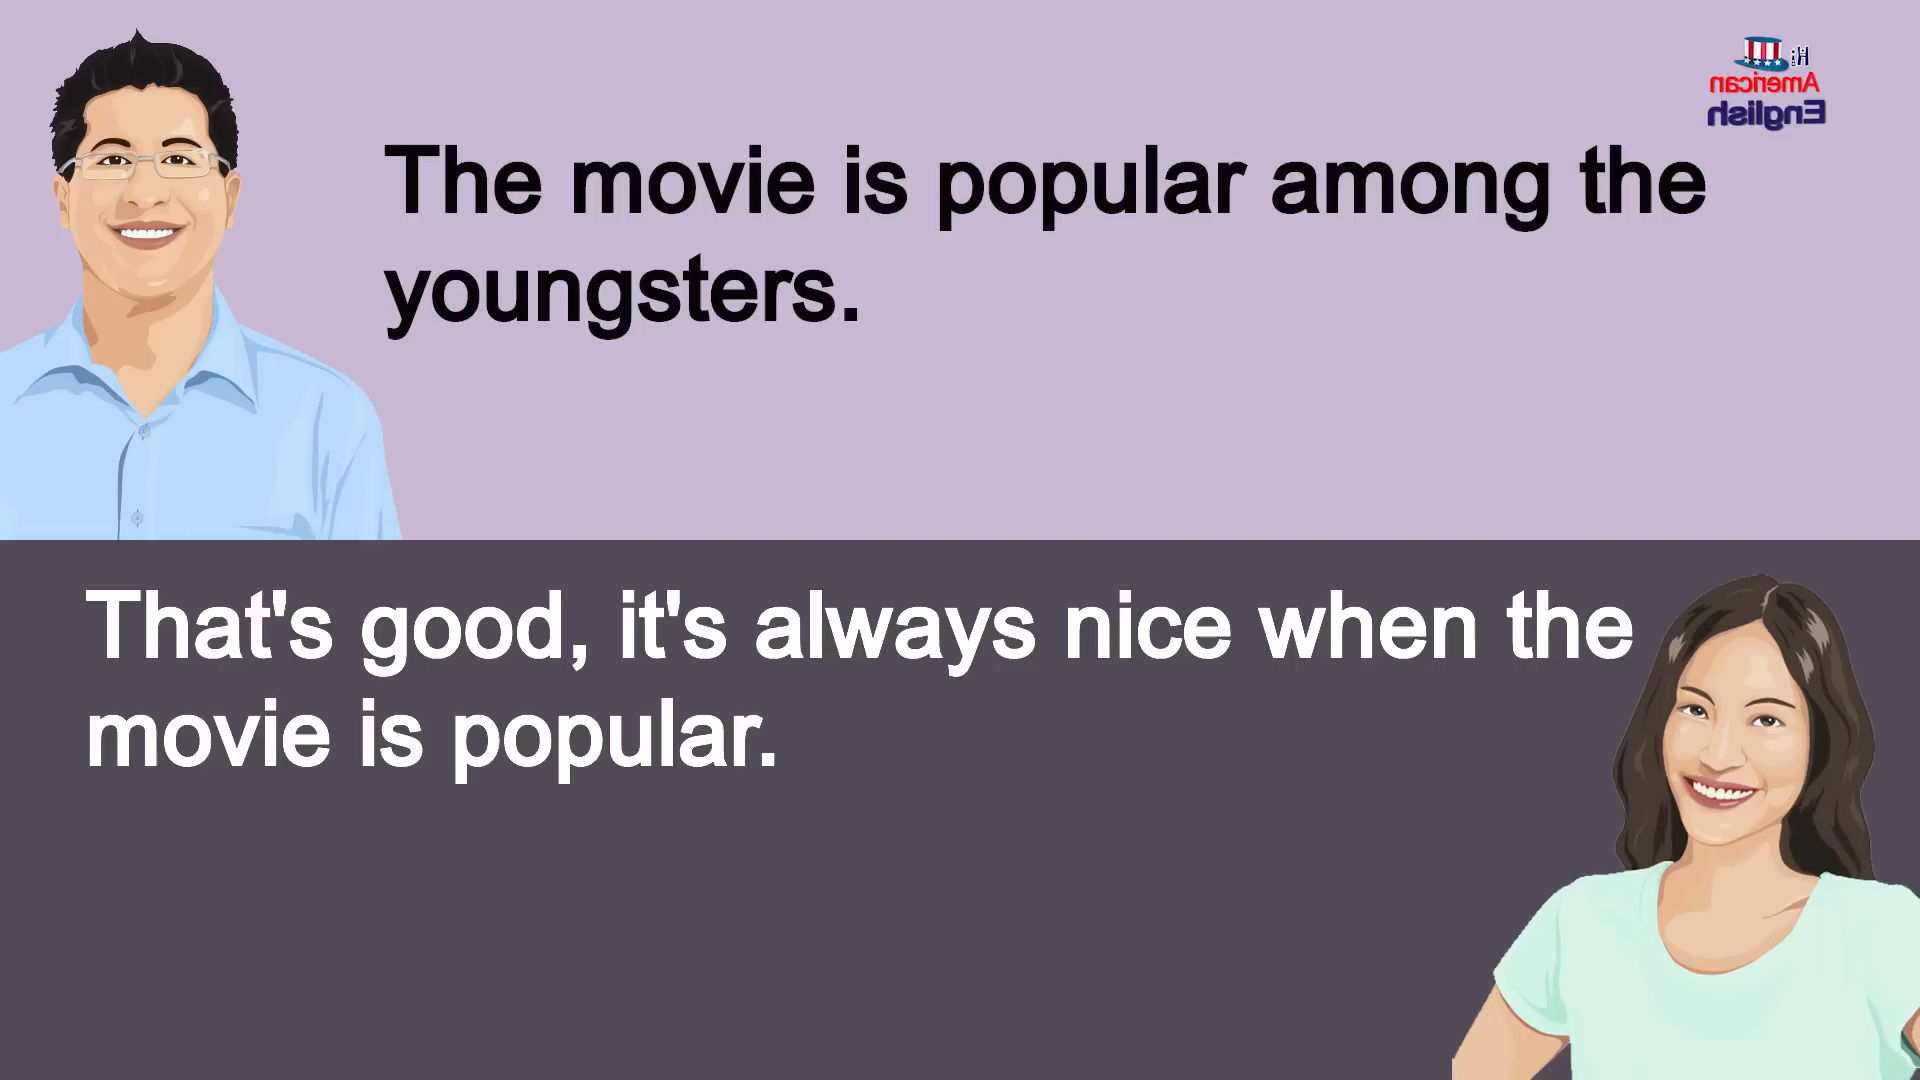 Hi!
American
English
The movie is popular among the
youngsters.
That's good, it's always nice when the
movie is popular.